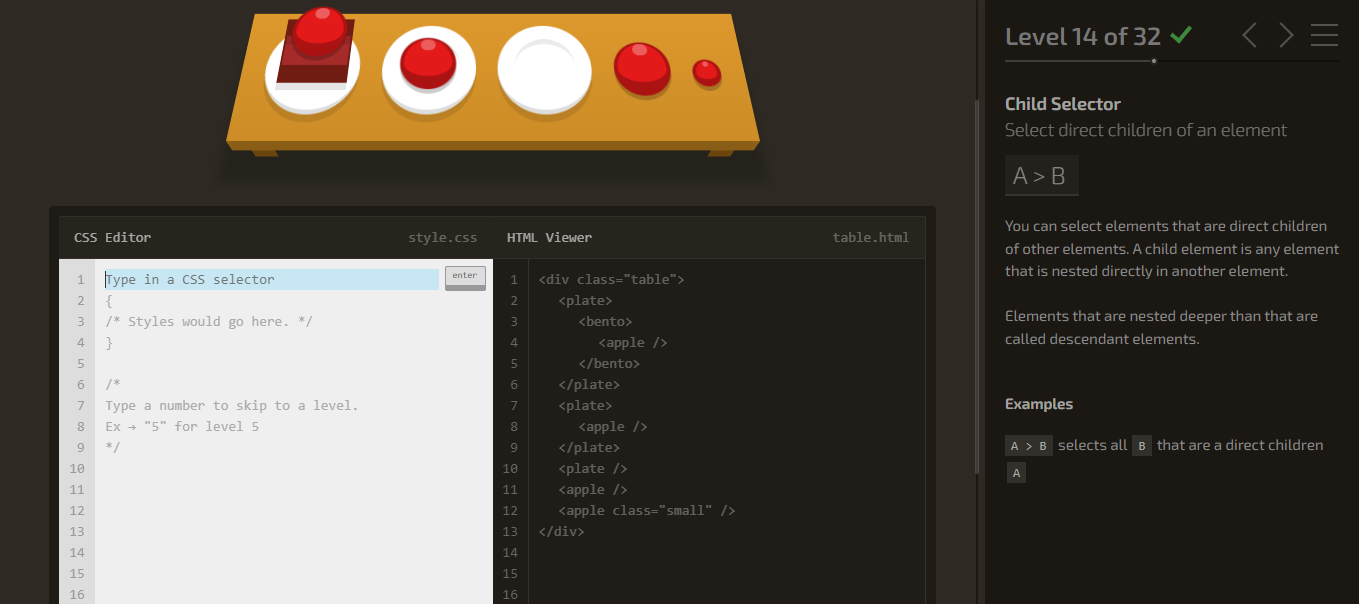 CSS Editor
style.css
1 Type in a CSS selector
enter
2 {
3 /* Styles would go here. */
4 }
5
6 /*
7 Type a number to skip to a level.
8 Ex → "5" for level 5
9 */
10
11
12
13
14
15
16
HTML Viewer
table.html
1 <div class="table">
2 <plate>
3 <bento>
4 <apple />
5 </bento>
6 </plate>
7 <plate>
8 <apple />
9 </plate>
10 <plate />
11 <apple />
12 <apple class="small" />
13 </div>
14
15
16
Level 14 of 32
Child Selector
Select direct children of an element
A > B
You can select elements that are direct children
of other elements. A child element is any element
that is nested directly in another element.
Elements that are nested deeper than that are
called descendant elements.
Examples
A > B selects all B that are a direct children
A